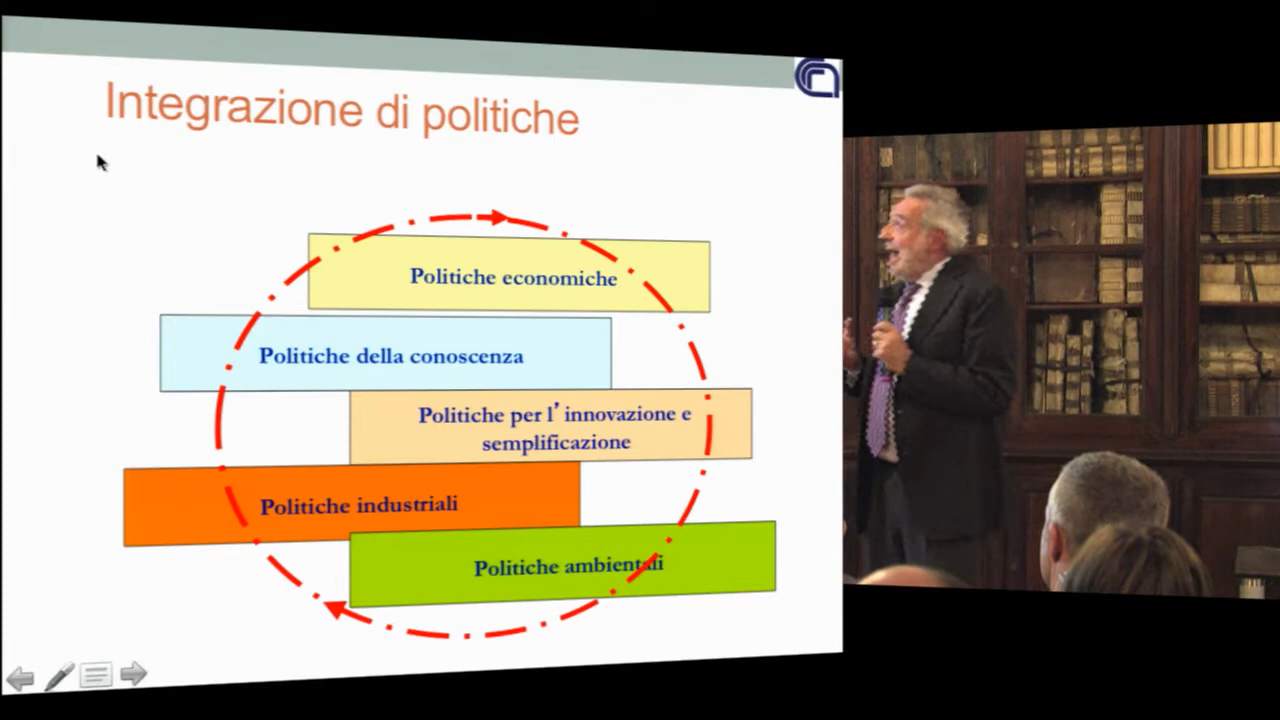 Integrazione di politiche
Politiche economiche
Politiche della conoscenza
Politiche per l’innovazione e
semplificazione
Politiche industriali
Politiche ambientali